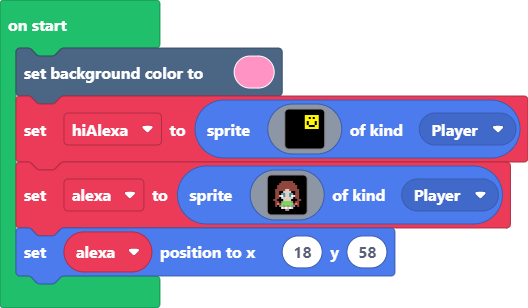 on start
set background color to
set hiAlexa to sprite of kind Player
set alexa to sprite of kind Player
set alexa position to x 18 y 58